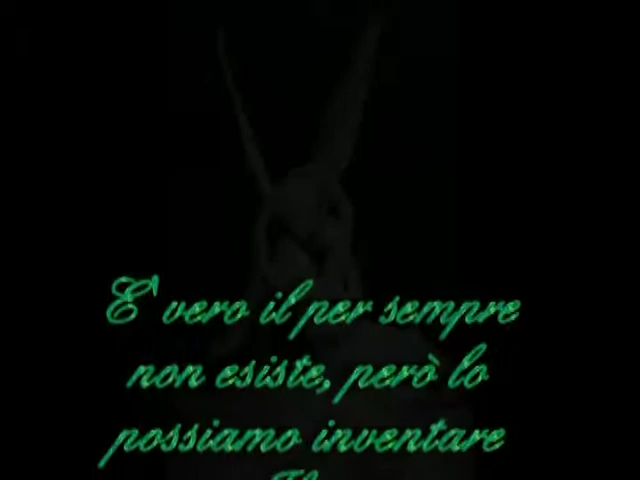 E' vero il per sempre
non esiste, però lo
possiamo inventare